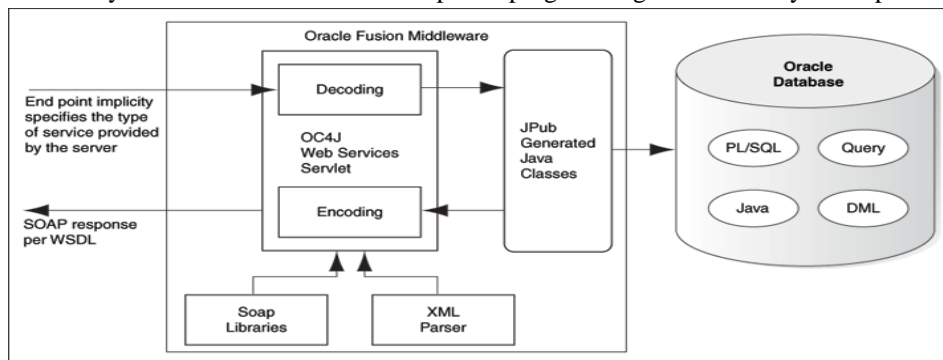 Oracle Fusion Middleware
End point implicity
specifies the type
of service provided
by the server
Decoding
OC4J
Web Services
Servlet
Encoding
SOAP response
per WSDL
JPub
Generated
Java
Classes
Oracle
Database
PL/SQL
Query
Java
DML
Soap
Libraries
XML
Parser